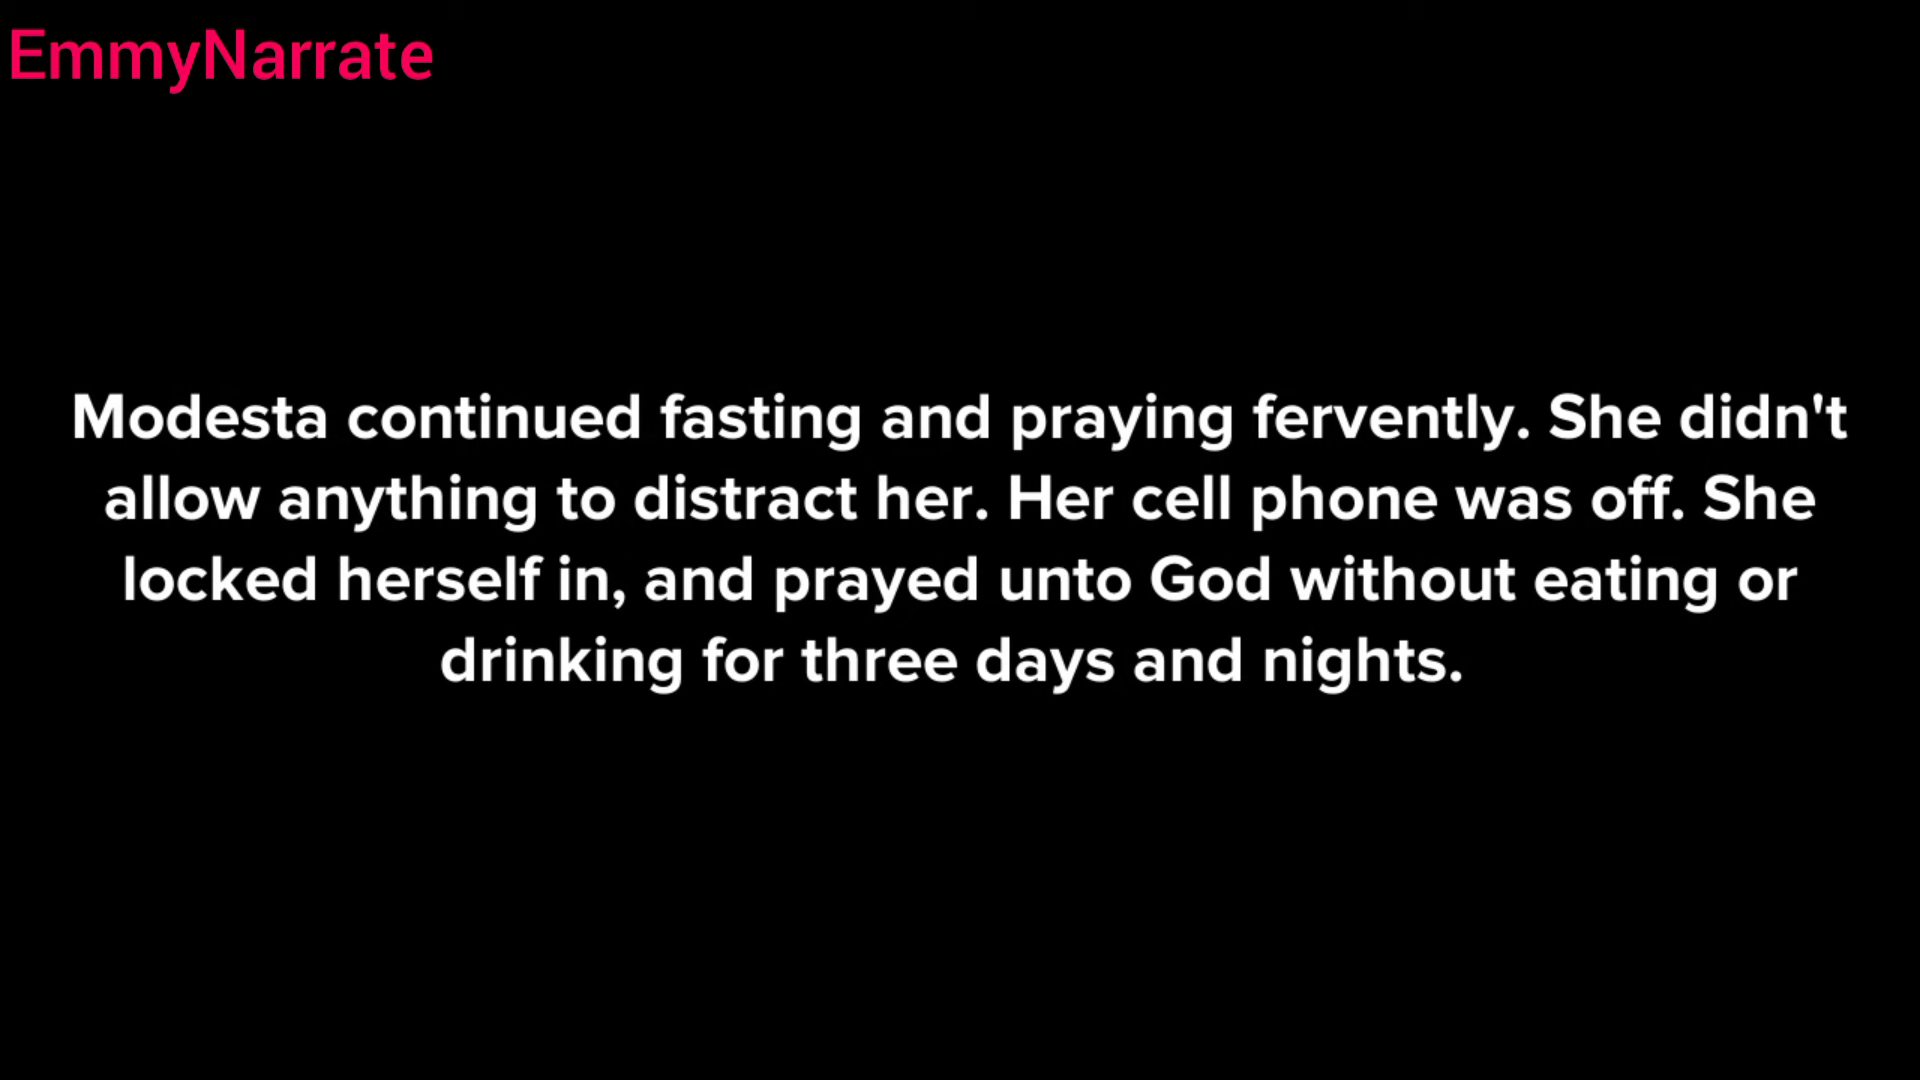 EmmyNarrate
Modesta continued fasting and praying fervently. She didn't
allow anything to distract her. Her cell phone was off. She
locked herself in, and prayed unto God without eating or
drinking for three days and nights.